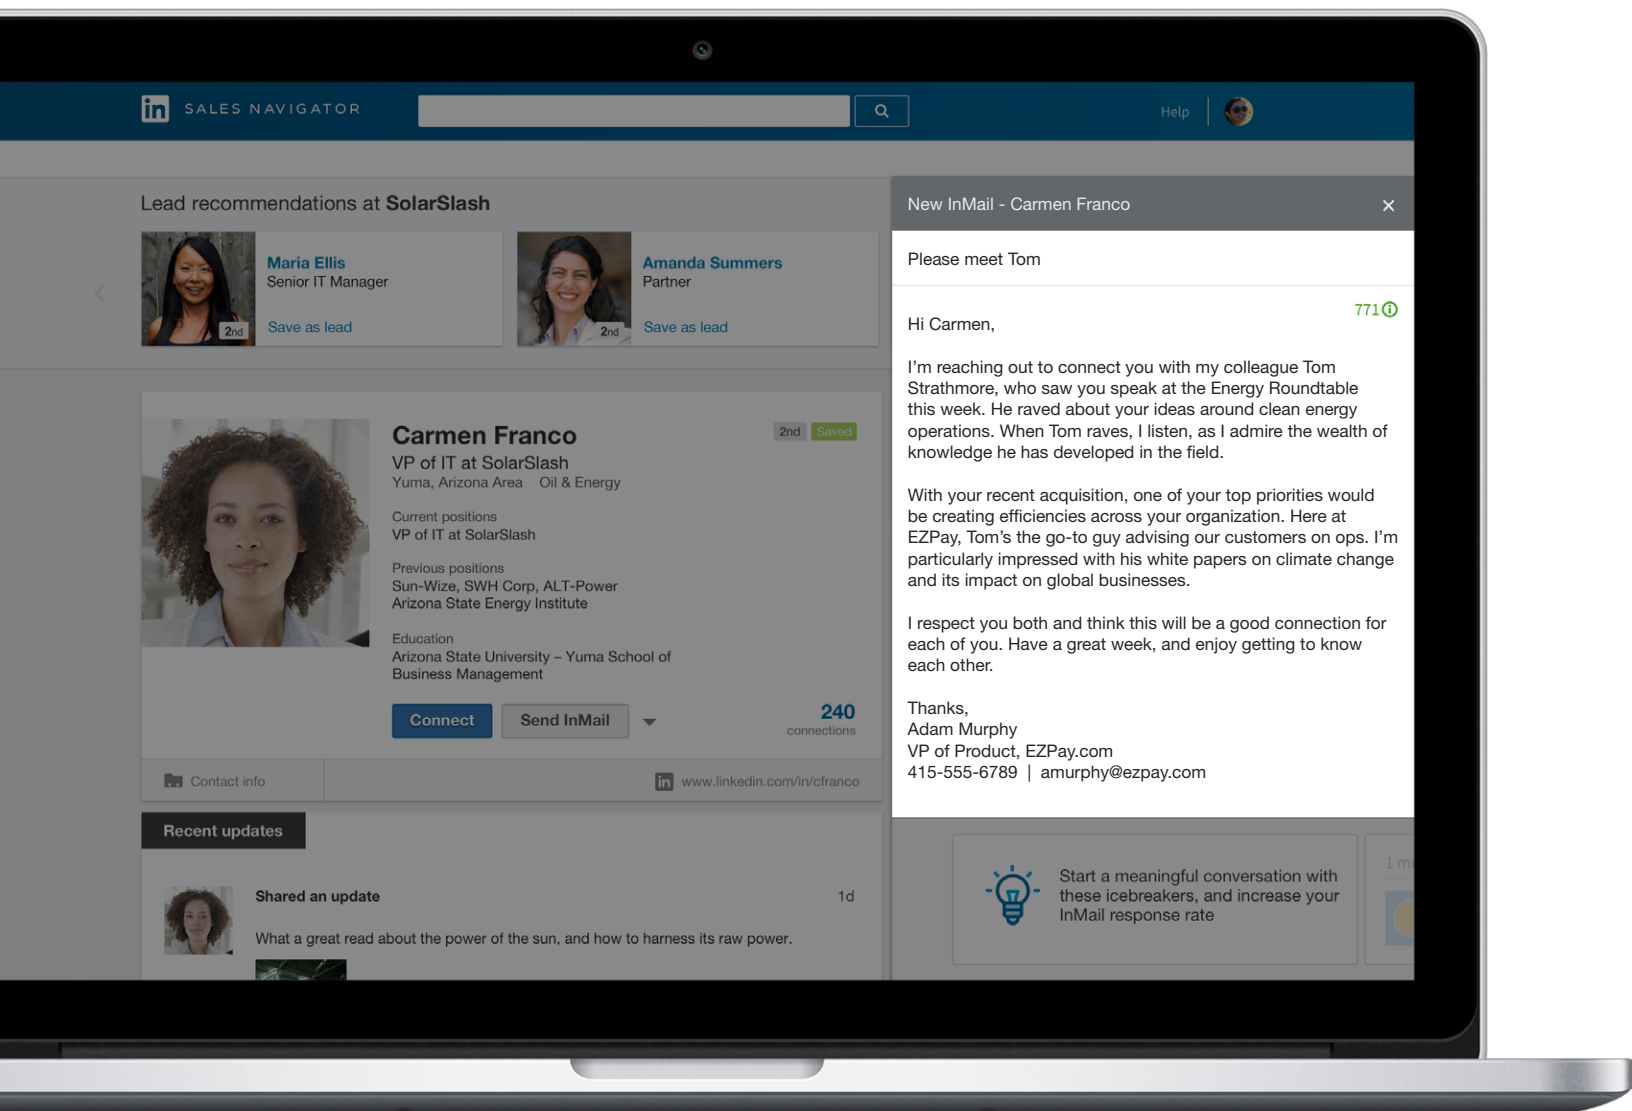 in SALES NAVIGATOR
Help
Lead recommendations at SolarSlash
Maria Ellis
Senior IT Manager
2nd
Save as lead
Amanda Summers
Partner
2nd
Save as lead
Carmen Franco
2nd
Saved
VP of IT at SolarSlash
Yuma, Arizona Area Oil & Energy
Current positions
VP of IT at SolarSlash
Previous positions
Sun-Wize, SWH Corp, ALT-Power
Arizona State Energy Institute
Education
Arizona State University – Yuma School of
Business Management
Connect
Send InMail
240
connections
Contact info
in www.linkedin.com/in/cfranco
Recent updates
Shared an update
1d
What a great read about the power of the sun, and how to harness its raw power.
New InMail - Carmen Franco
×
Please meet Tom
771
Hi Carmen,
I’m reaching out to connect you with my colleague Tom
Strathmore, who saw you speak at the Energy Roundtable
this week. He raved about your ideas around clean energy
operations. When Tom raves, I listen, as I admire the wealth of
knowledge he has developed in the field.
With your recent acquisition, one of your top priorities would
be creating efficiencies across your organization. Here at
EZPay, Tom’s the go-to guy advising our customers on ops. I’m
particularly impressed with his white papers on climate change
and its impact on global businesses.
I respect you both and think this will be a good connection for
each of you. Have a great week, and enjoy getting to know
each other.
Thanks,
Adam Murphy
VP of Product, EZPay.com
415-555-6789 | amurphy@ezpay.com
Start a meaningful conversation with
these icebreakers, and increase your
InMail response rate